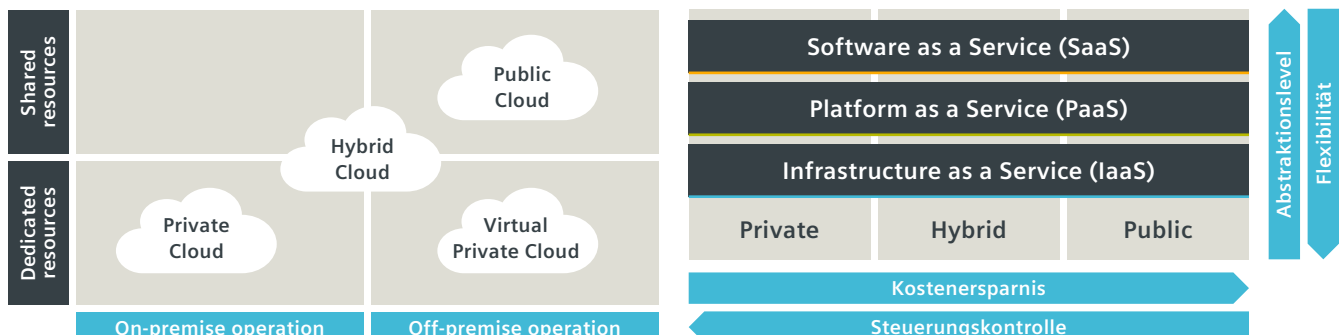 Shared
resources
Public
Cloud
Hybrid
Cloud
Dedicated
resources
Private
Cloud
Virtual
Private Cloud
On-premise operation
Off-premise operation
Software as a Service (SaaS)
Platform as a Service (PaaS)
Infrastructure as a Service (IaaS)
Private
Hybrid
Public
Kostenersparnis
Steuerungskontrolle
Abstraktionslevel
Flexibilität